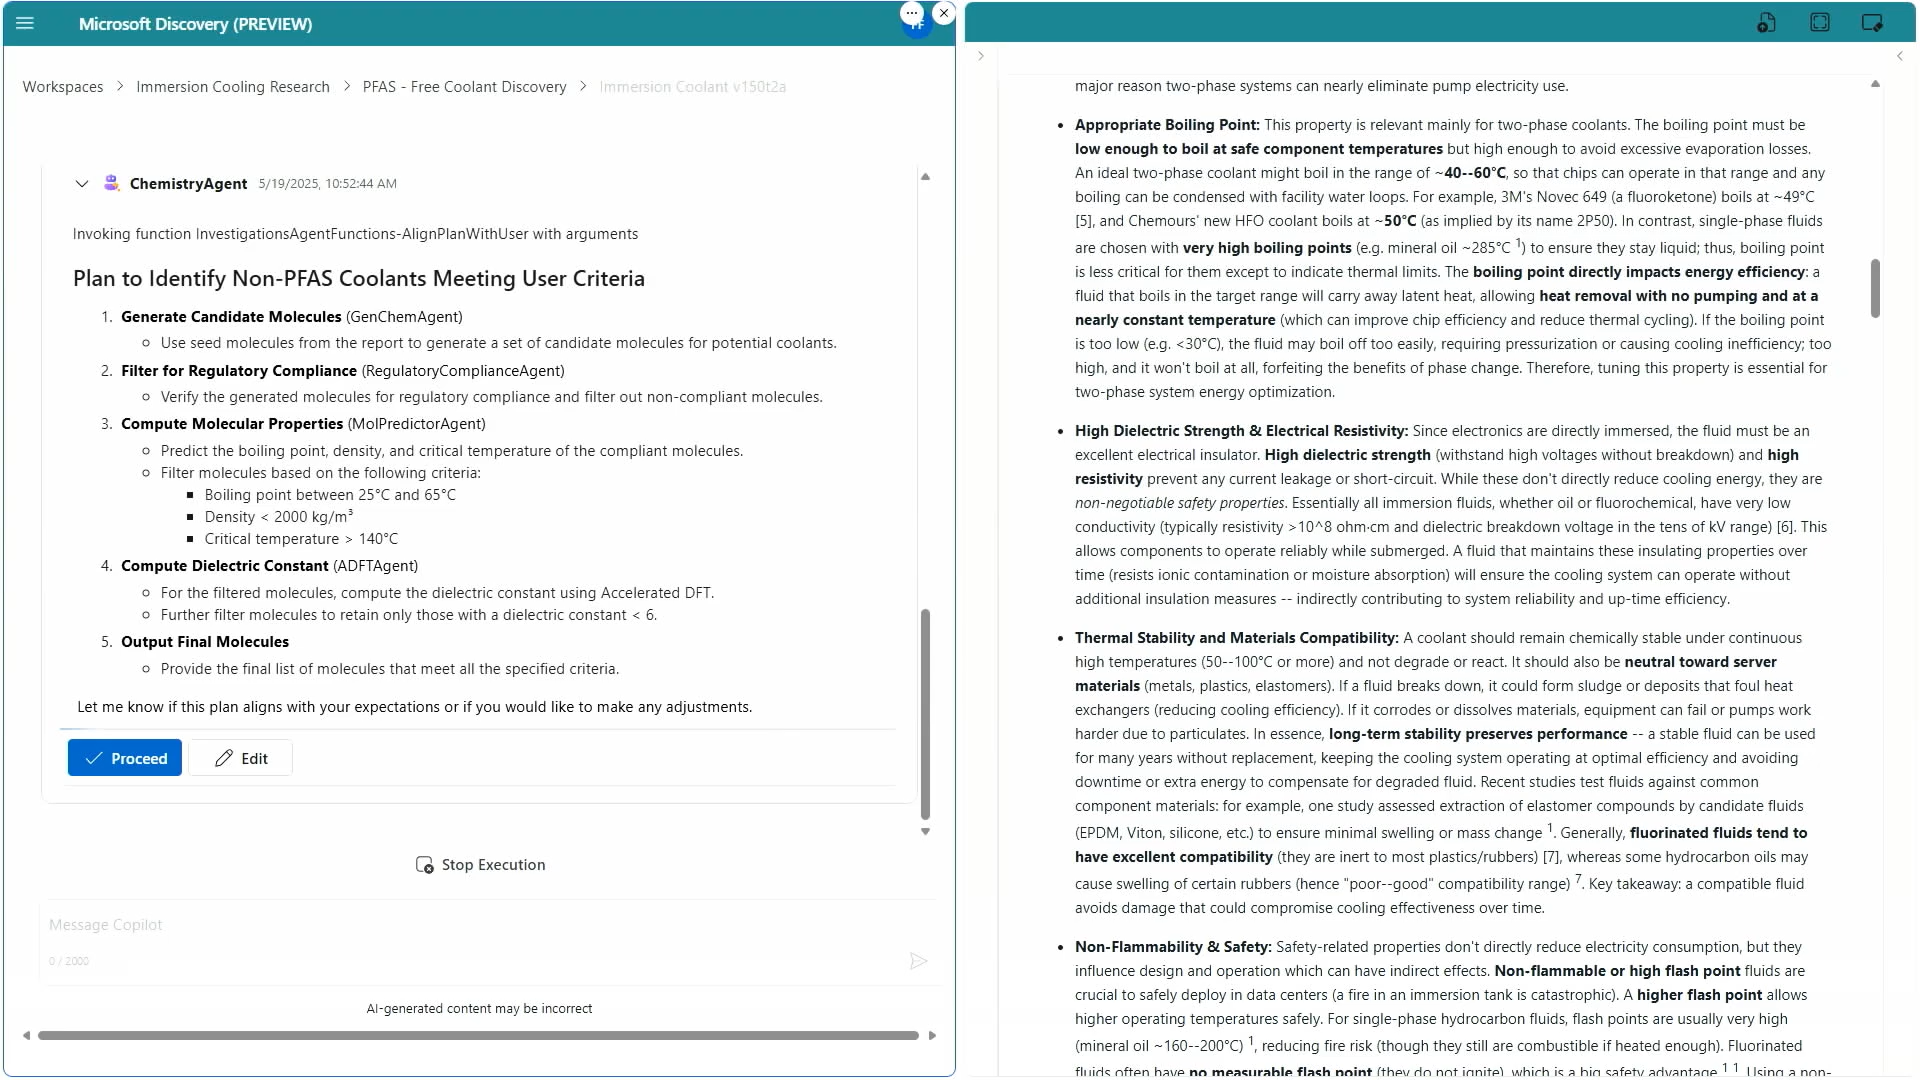 Microsoft Discovery (PREVIEW)
Workspaces > Immersion Cooling Research > PFAS - Free Coolant Discovery > Immersion Coolant v150t2a
ChemistryAgent 5/19/2025, 10:52:44 AM
Invoking function InvestigationsAgentFunctions-AlignPlanWithUser with arguments
Plan to Identify Non-PFAS Coolants Meeting User Criteria
1. Generate Candidate Molecules (GenChemAgent)
Use seed molecules from the report to generate a set of candidate molecules for potential coolants.
2. Filter for Regulatory Compliance (RegulatoryComplianceAgent)
Verify the generated molecules for regulatory compliance and filter out non-compliant molecules.
3. Compute Molecular Properties (MolPredictorAgent)
Predict the boiling point, density, and critical temperature of the compliant molecules.
Filter molecules based on the following criteria:
Boiling point between 25°C and 65°C
Density < 2000 kg/m³
Critical temperature > 140°C
4. Compute Dielectric Constant (ADFTAgent)
For the filtered molecules, compute the dielectric constant using Accelerated DFT.
Further filter molecules to retain only those with a dielectric constant < 6.
5. Output Final Molecules
Provide the final list of molecules that meet all the specified criteria.
Let me know if this plan aligns with your expectations or if you would like to make any adjustments.
Proceed
Edit
Stop Execution
Message Copilot
0 / 2000
AI-generated content may be incorrect
major reason two-phase systems can nearly eliminate pump electricity use.
• Appropriate Boiling Point: This property is relevant mainly for two-phase coolants. The boiling point must be
low enough to boil at safe component temperatures but high enough to avoid excessive evaporation losses.
An ideal two-phase coolant might boil in the range of ~40--60°C, so that chips can operate in that range and any
boiling can be condensed with facility water loops. For example, 3M's Novec 649 (a fluoroketone) boils at ~49°C
[5], and Chemours' new HFO coolant boils at ~50°C (as implied by its name 2P50). In contrast, single-phase fluids
are chosen with very high boiling points (e.g. mineral oil ~285°C 1) to ensure they stay liquid; thus, boiling point
is less critical for them except to indicate thermal limits. The boiling point directly impacts energy efficiency: a
fluid that boils in the target range will carry away latent heat, allowing heat removal with no pumping and at a
nearly constant temperature (which can improve chip efficiency and reduce thermal cycling). If the boiling point
is too low (e.g. <30°C), the fluid may boil off too easily, requiring pressurization or causing cooling inefficiency; too
high, and it won't boil at all, forfeiting the benefits of phase change. Therefore, tuning this property is essential for
two-phase system energy optimization.
• High Dielectric Strength & Electrical Resistivity: Since electronics are directly immersed, the fluid must be an
excellent electrical insulator. High dielectric strength (withstand high voltages without breakdown) and high
resistivity prevent any current leakage or short-circuit. While these don't directly reduce cooling energy, they are
non-negotiable safety properties. Essentially all immersion fluids, whether oil or fluorochemical, have very low
conductivity (typically resistivity >10^8 ohm·cm and dielectric breakdown voltage in the tens of kV range) [6]. This
allows components to operate reliably while submerged. A fluid that maintains these insulating properties over
time (resists ionic contamination or moisture absorption) will ensure the cooling system can operate without
additional insulation measures -- indirectly contributing to system reliability and up-time efficiency.
• Thermal Stability and Materials Compatibility: A coolant should remain chemically stable under continuous
high temperatures (50--100°C or more) and not degrade or react. It should also be neutral toward server
materials (metals, plastics, elastomers). If a fluid breaks down, it could form sludge or deposits that foul heat
exchangers (reducing cooling efficiency). If it corrodes or dissolves materials, equipment can fail or pumps work
harder due to particulates. In essence, long-term stability preserves performance -- a stable fluid can be used
for many years without replacement, keeping the cooling system operating at optimal efficiency and avoiding
downtime or extra energy to compensate for degraded fluid. Recent studies test fluids against common
component materials: for example, one study assessed extraction of elastomer compounds by candidate fluids
(EPDM, Viton, silicone, etc.) to ensure minimal swelling or mass change 1. Generally, fluorinated fluids tend to
have excellent compatibility (they are inert to most plastics/rubbers) [7], whereas some hydrocarbon oils may
cause swelling of certain rubbers (hence "poor--good" compatibility range) 7. Key takeaway: a compatible fluid
avoids damage that could compromise cooling effectiveness over time.
• Non-Flammability & Safety: Safety-related properties don't directly reduce electricity consumption, but they
influence design and operation which can have indirect effects. Non-flammable or high flash point fluids are
crucial to safely deploy in data centers (a fire in an immersion tank is catastrophic). A higher flash point allows
higher operating temperatures safely. For single-phase hydrocarbon fluids, flash points are usually very high
(mineral oil ~160--200°C) 1, reducing fire risk (though they still are combustible if heated enough). Fluorinated
fluids often have no measurable flash point (they do not ignite), which is a big safety advantage 1 1. Using a non-